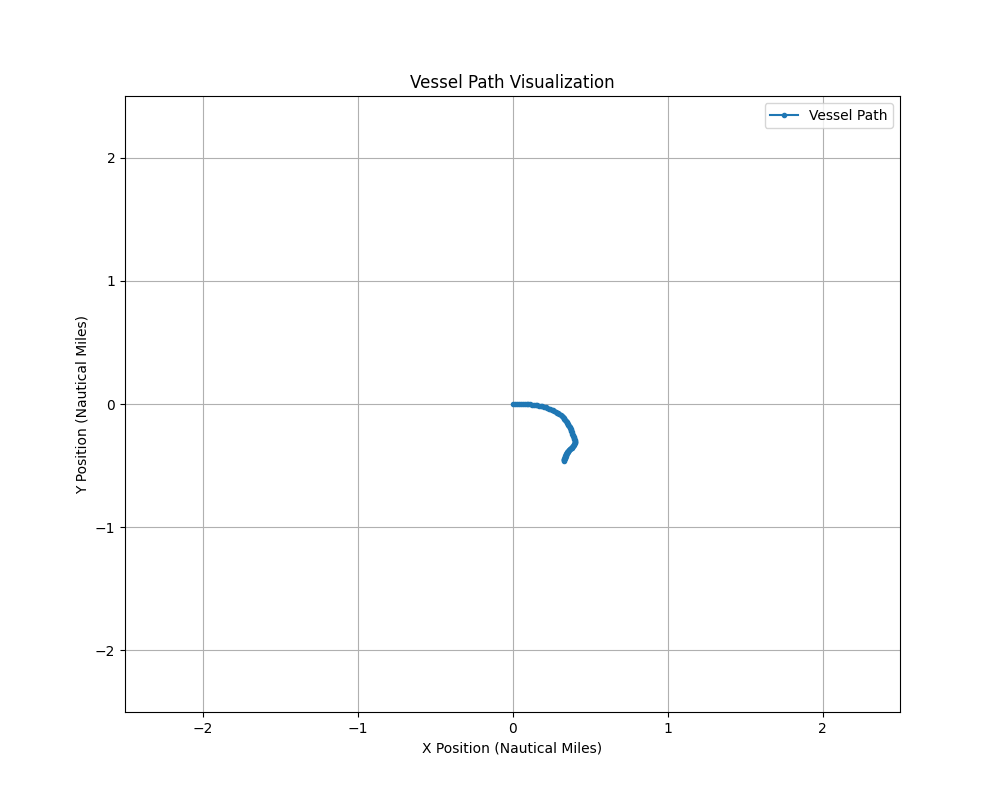 Vessel Path Visualization
Vessel Path
Y Position (Nautical Miles)
2
1
0
−1
−2
−2
−1
0
1
2
X Position (Nautical Miles)